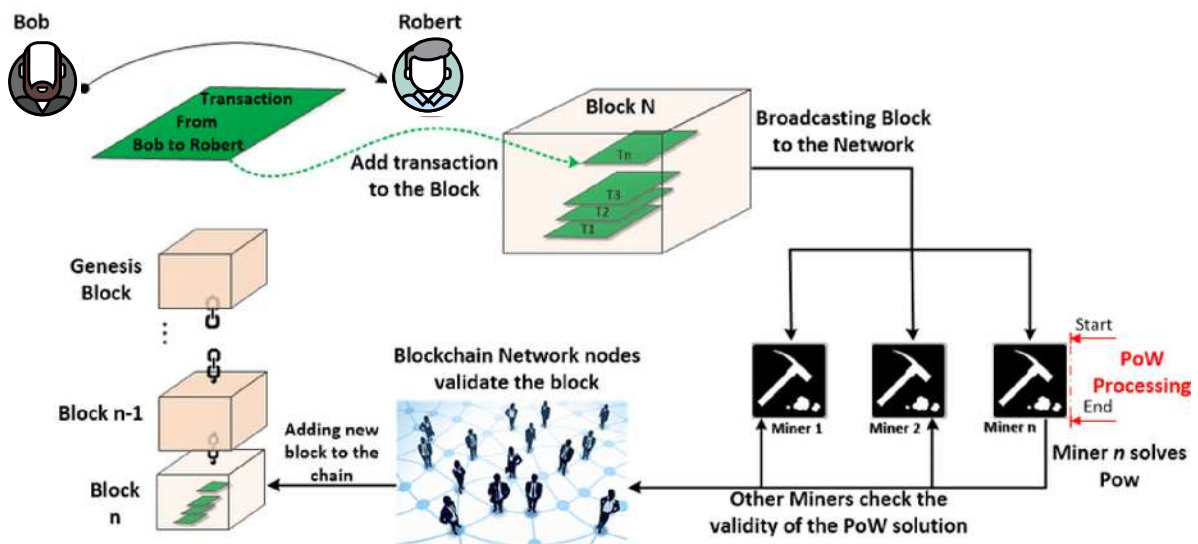 Bob
Robert
Transaction
From
Bob to Robert
Add transaction
to the Block
Block N
Tn
T3
T2
T1
Broadcasting Block
to the Network
Genesis
Block
Block n-1
Block
n
Adding new
block to the
chain
Blockchain Network nodes
validate the block
Miner 1
Miner 2
Miner n
Start
PoW
Processing
End
Miner n solves
Pow
Other Miners check the
validity of the PoW solution